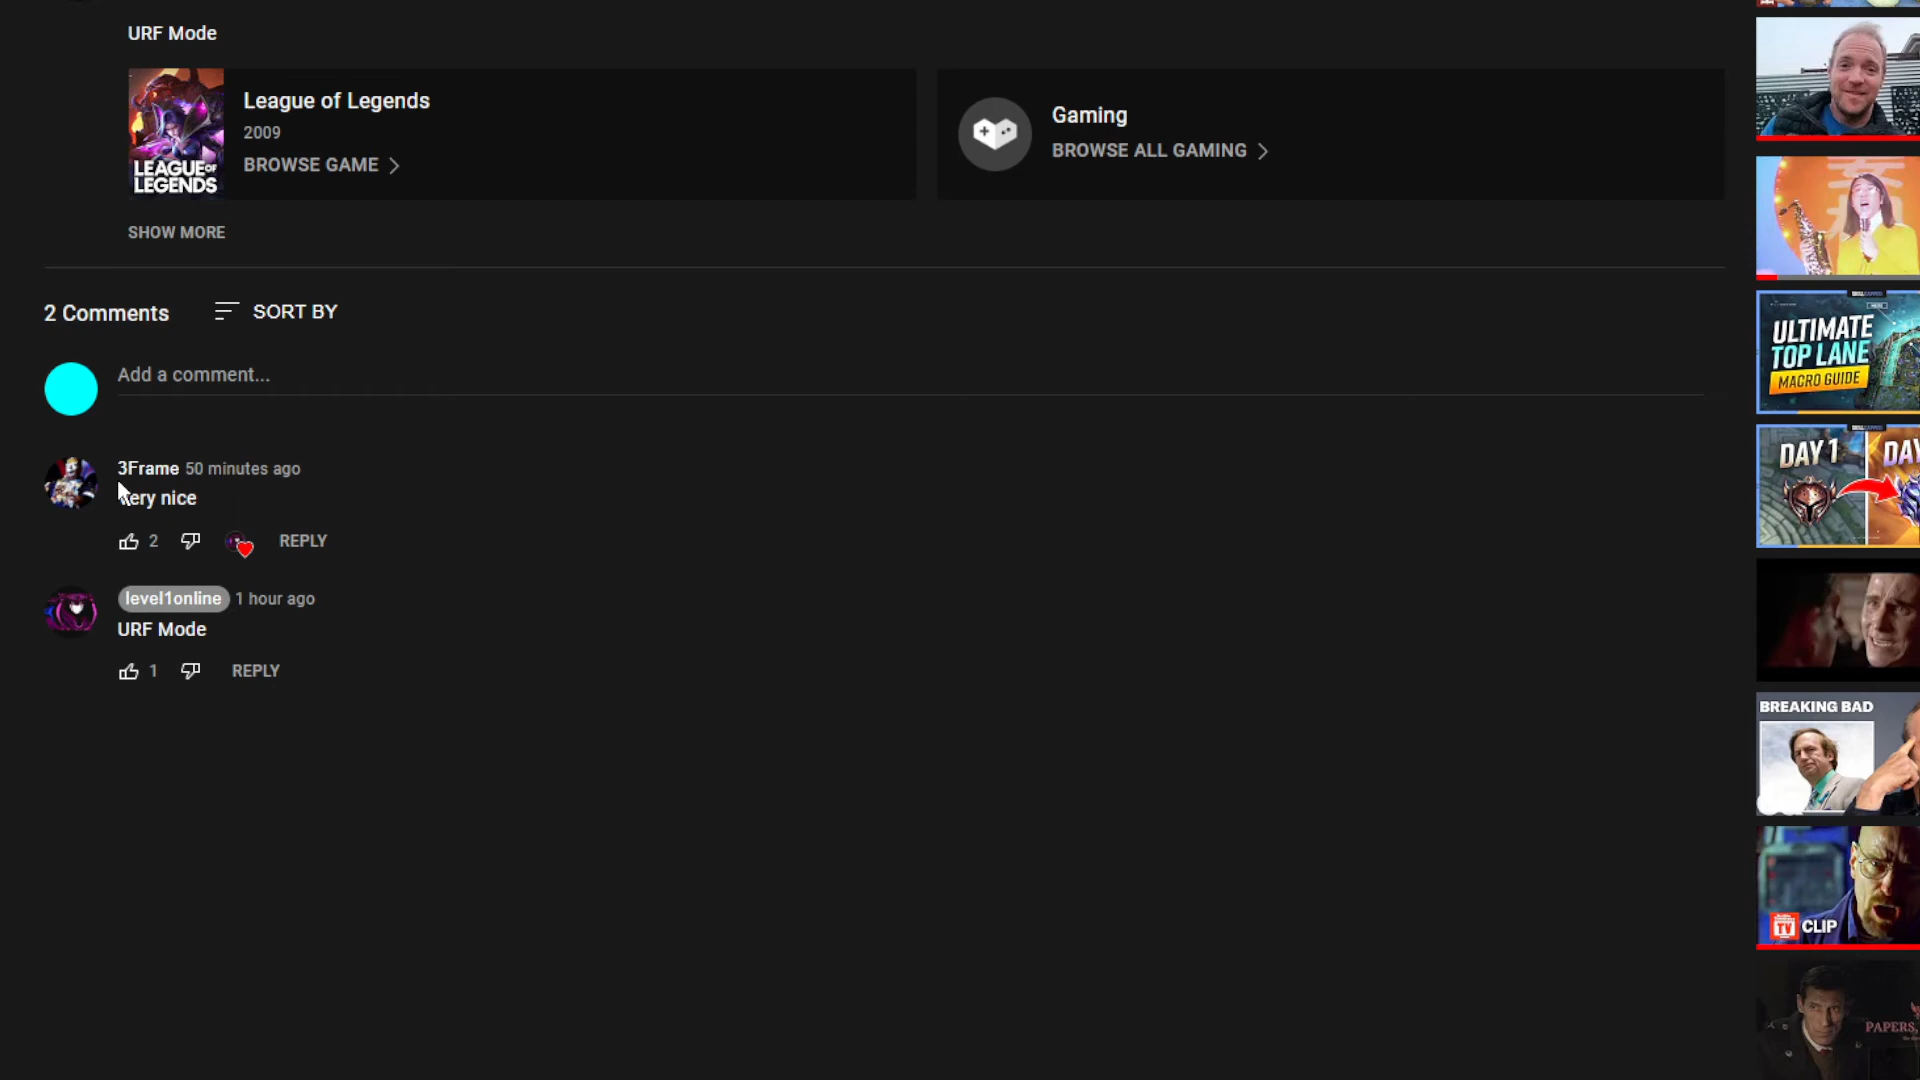 URF Mode
League of Legends
2009
BROWSE GAME
LEAGUE OF
LEGENDS
Gaming
BROWSE ALL GAMING
SHOW MORE
2 Comments
SORT BY
Add a comment...
3Frame 50 minutes ago
very nice
2
REPLY
level1online 1 hour ago
URF Mode
1
REPLY
ULTIMATE
TOP LANE
MACRO GUIDE
DAY 1
DAY
BREAKING BAD
TV CLIP
PAPERS,